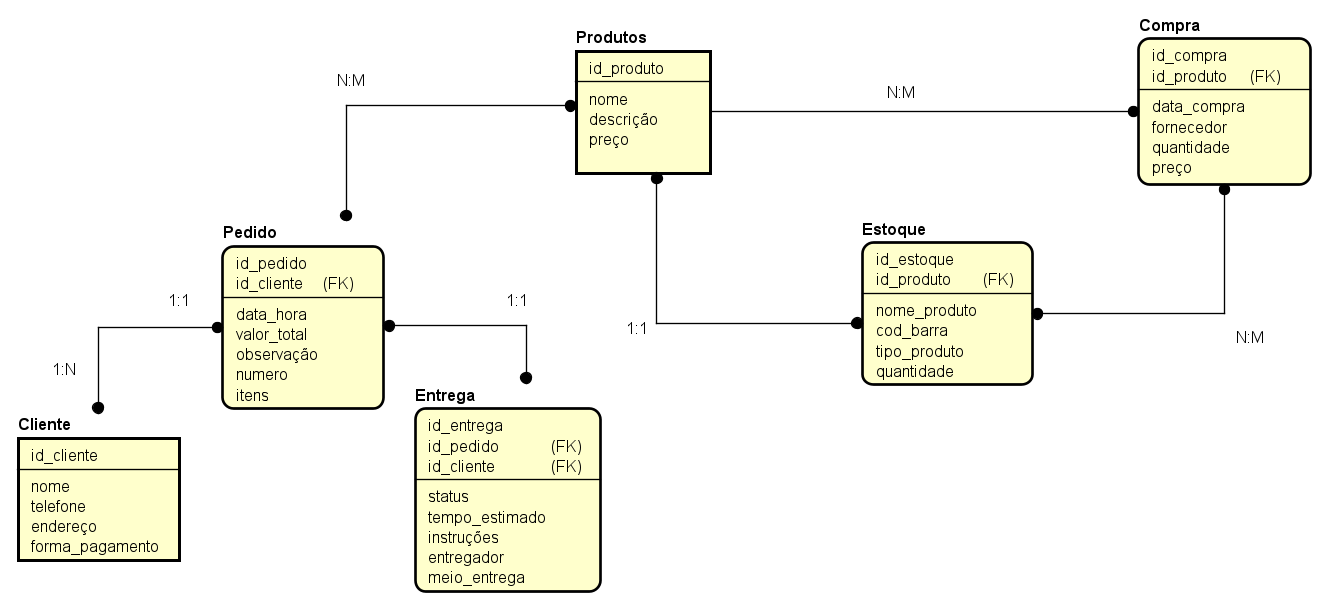 Produtos
id_produto
nome
descrição
preço
Compra
id_compra
id_produto (FK)
data_compra
fornecedor
quantidade
preço
N:M
N:M
Pedido
id_pedido
id_cliente (FK)
data_hora
valor_total
observação
numero
itens
Estoque
id_estoque
id_produto (FK)
nome_produto
cod_barra
tipo_produto
quantidade
1:1
1:1
1:1
N:M
1:N
Cliente
id_cliente
nome
telefone
endereço
forma_pagamento
Entrega
id_entrega
id_pedido (FK)
id_cliente (FK)
status
tempo_estimado
instruções
entregador
meio_entrega